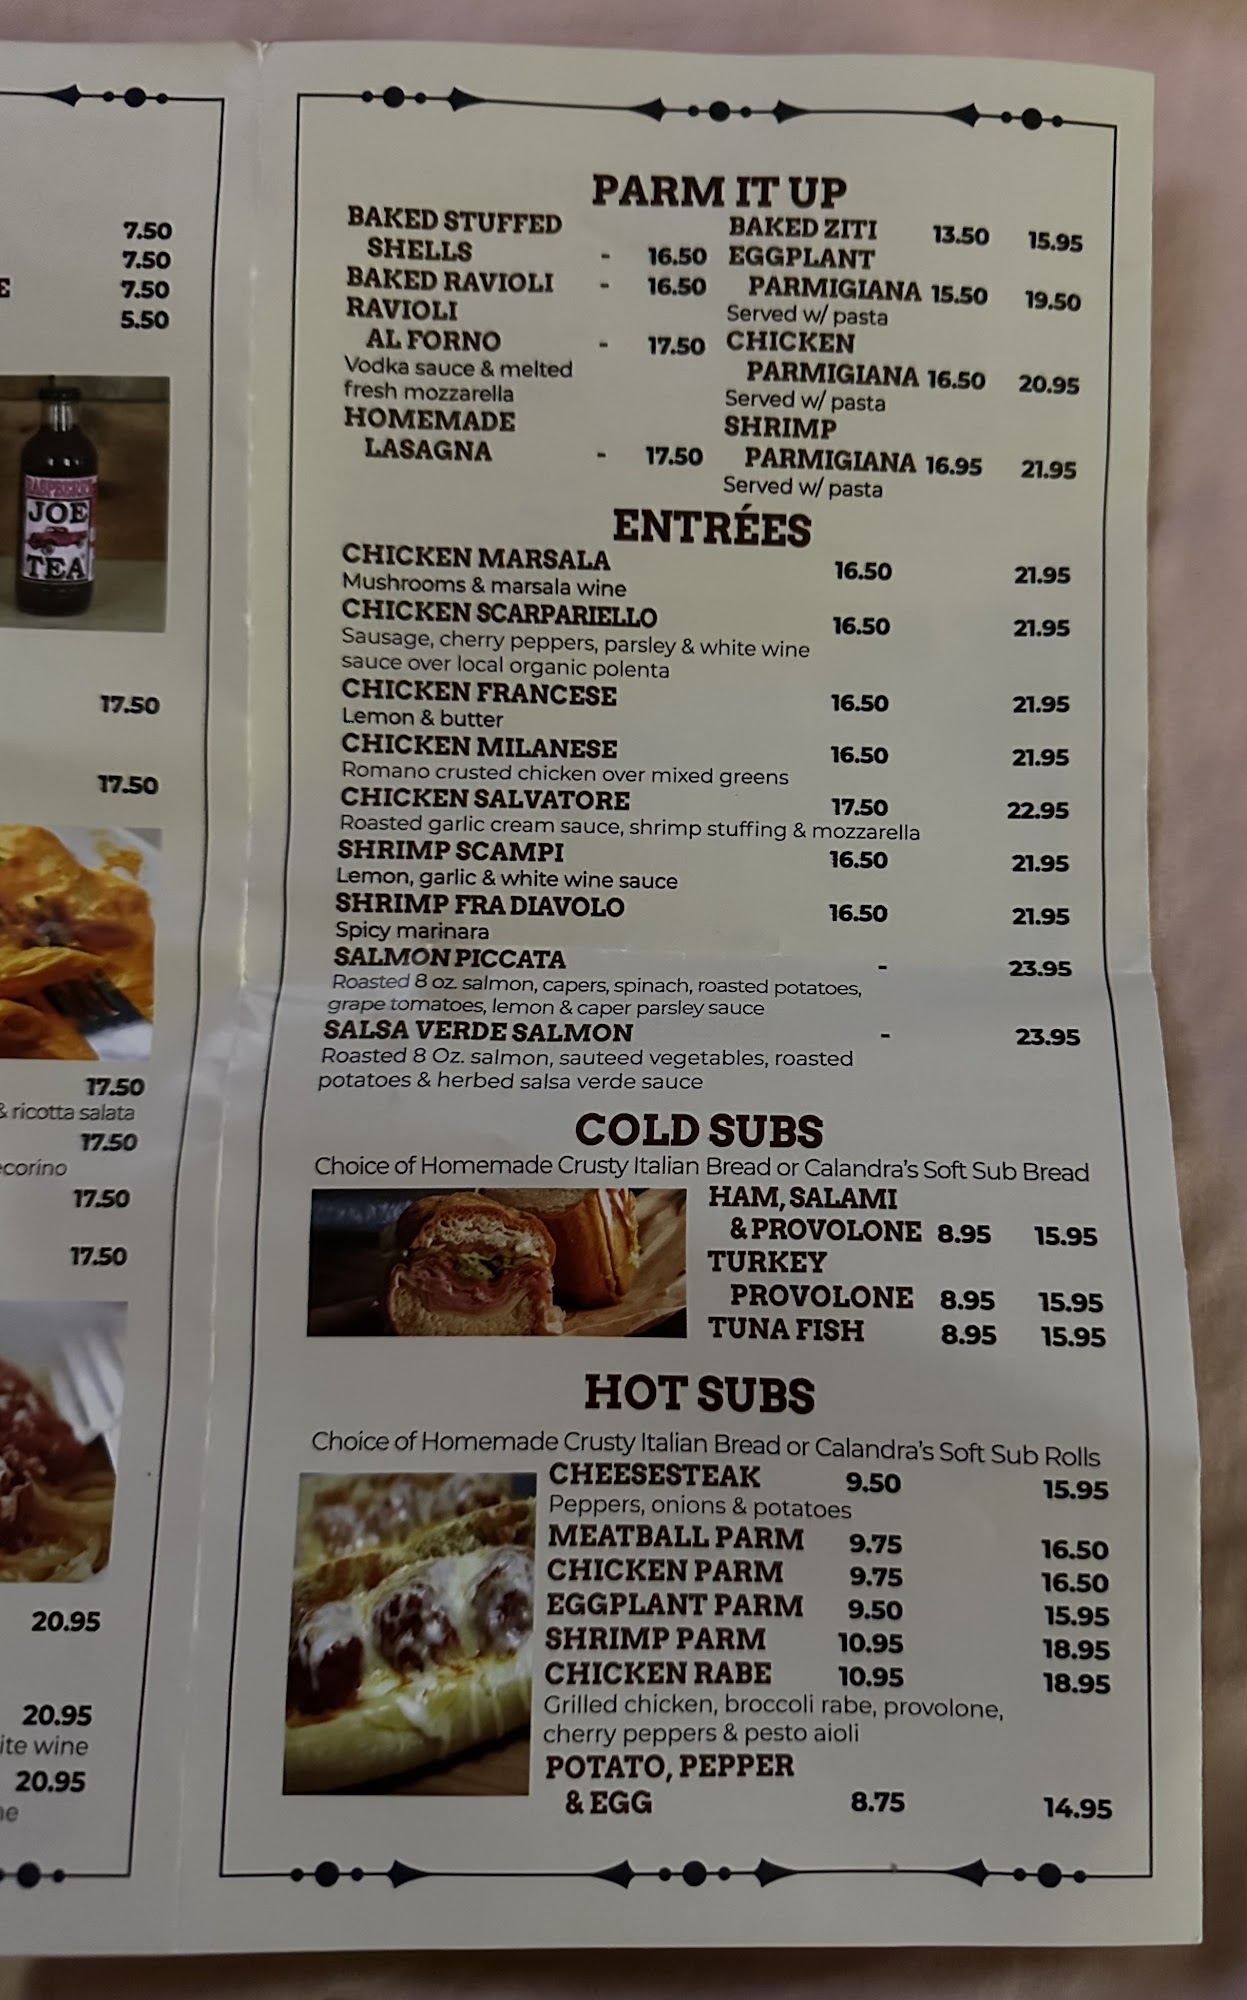 7.50
7.50
E 7.50
5.50
RASPBERRY
JOE
TEA
17.50
17.50
17.50
& ricotta salata
17.50
17.50
17.50
20.95
20.95
ite wine
20.95
PARM IT UP
BAKED STUFFED
SHELLS - 16.50
BAKED RAVIOLI - 16.50
RAVIOLI
AL FORNO - 17.50
Vodka sauce & melted
fresh mozzarella
HOMEMADE
LASAGNA - 17.50
BAKED ZITI 13.50 15.95
EGGPLANT
PARMIGIANA 15.50 19.50
Served w/ pasta
CHICKEN
PARMIGIANA 16.50 20.95
Served w/ pasta
SHRIMP
PARMIGIANA 16.95 21.95
Served w/ pasta
ENTRÉES
CHICKEN MARSALA 16.50 21.95
Mushrooms & marsala wine
CHICKEN SCARPARIELLO 16.50 21.95
Sausage, cherry peppers, parsley & white wine
sauce over local organic polenta
CHICKEN FRANCESE 16.50 21.95
Lemon & butter
CHICKEN MILANESE 16.50 21.95
Romano crusted chicken over mixed greens
CHICKEN SALVATORE 17.50 22.95
Roasted garlic cream sauce, shrimp stuffing & mozzarella
SHRIMP SCAMPI 16.50 21.95
Lemon, garlic & white wine sauce
SHRIMP FRA DIAVOLO 16.50 21.95
Spicy marinara
SALMON PICCATA - 23.95
Roasted 8 oz. salmon, capers, spinach, roasted potatoes,
grape tomatoes, lemon & caper parsley sauce
SALSA VERDE SALMON - 23.95
Roasted 8 Oz. salmon, sauteed vegetables, roasted
potatoes & herbed salsa verde sauce
COLD SUBS
Choice of Homemade Crusty Italian Bread or Calandra's Soft Sub Bread
HAM, SALAMI
& PROVOLONE 8.95 15.95
TURKEY
PROVOLONE 8.95 15.95
TUNA FISH 8.95 15.95
HOT SUBS
Choice of Homemade Crusty Italian Bread or Calandra's Soft Sub Rolls
CHEESESTEAK 9.50 15.95
Peppers, onions & potatoes
MEATBALL PARM 9.75 16.50
CHICKEN PARM 9.75 16.50
EGGPLANT PARM 9.50 15.95
SHRIMP PARM 10.95 18.95
CHICKEN RABE 10.95 18.95
Grilled chicken, broccoli rabe, provolone,
cherry peppers & pesto aioli
POTATO, PEPPER
& EGG 8.75 14.95